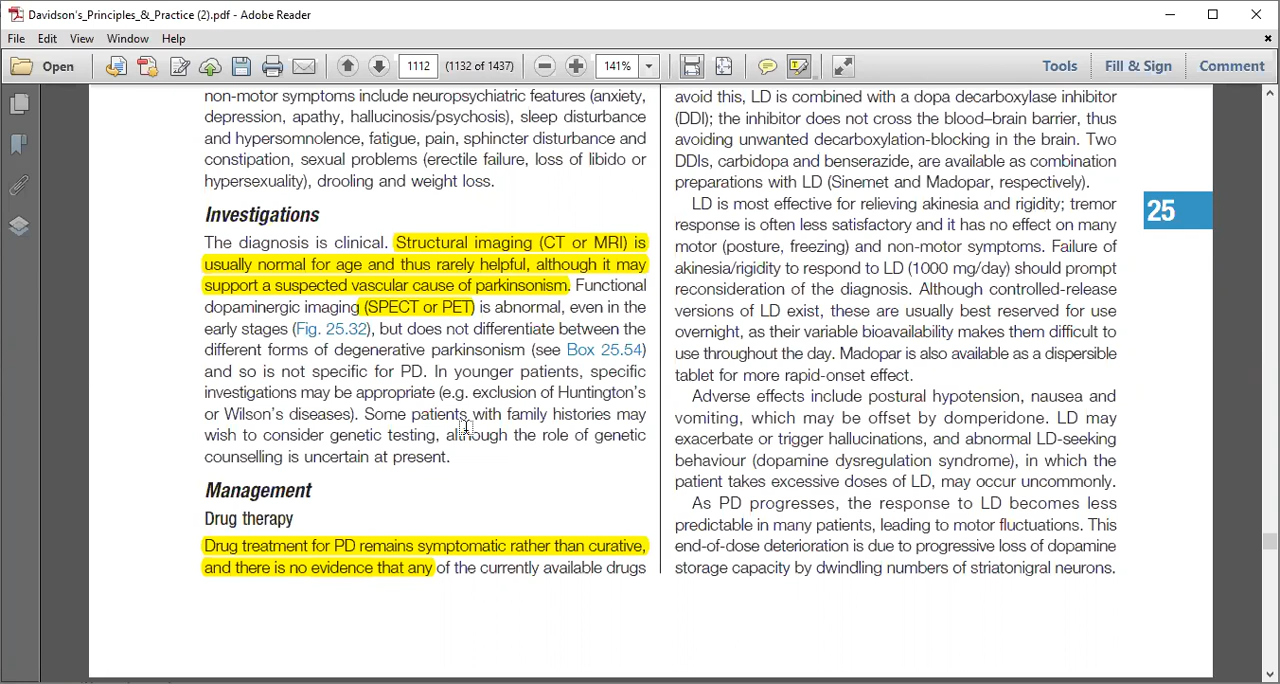 Davidson's_Principles_&_Practice (2).pdf - Adobe Reader
File Edit View Window Help
Open 1112 (1132 of 1437) 141% Tools Fill & Sign Comment
non-motor symptoms include neuropsychiatric features (anxiety,
depression, apathy, hallucinosis/psychosis), sleep disturbance
and hypersomnolence, fatigue, pain, sphincter disturbance and
constipation, sexual problems (erectile failure, loss of libido or
hypersexuality), drooling and weight loss.
Investigations
The diagnosis is clinical. Structural imaging (CT or MRI) is
usually normal for age and thus rarely helpful, although it may
support a suspected vascular cause of parkinsonism. Functional
dopaminergic imaging (SPECT or PET) is abnormal, even in the
early stages (Fig. 25.32), but does not differentiate between the
different forms of degenerative parkinsonism (see Box 25.54)
and so is not specific for PD. In younger patients, specific
investigations may be appropriate (e.g. exclusion of Huntington's
or Wilson's diseases). Some patients with family histories may
wish to consider genetic testing, although the role of genetic
counselling is uncertain at present.
Management
Drug therapy
Drug treatment for PD remains symptomatic rather than curative,
and there is no evidence that any of the currently available drugs
avoid this, LD is combined with a dopa decarboxylase inhibitor
(DDI); the inhibitor does not cross the blood–brain barrier, thus
avoiding unwanted decarboxylation-blocking in the brain. Two
DDIs, carbidopa and benserazide, are available as combination
preparations with LD (Sinemet and Madopar, respectively).
LD is most effective for relieving akinesia and rigidity; tremor
response is often less satisfactory and it has no effect on many
motor (posture, freezing) and non-motor symptoms. Failure of
akinesia/rigidity to respond to LD (1000 mg/day) should prompt
reconsideration of the diagnosis. Although controlled-release
versions of LD exist, these are usually best reserved for use
overnight, as their variable bioavailability makes them difficult to
use throughout the day. Madopar is also available as a dispersible
tablet for more rapid-onset effect.
Adverse effects include postural hypotension, nausea and
vomiting, which may be offset by domperidone. LD may
exacerbate or trigger hallucinations, and abnormal LD-seeking
behaviour (dopamine dysregulation syndrome), in which the
patient takes excessive doses of LD, may occur uncommonly.
As PD progresses, the response to LD becomes less
predictable in many patients, leading to motor fluctuations. This
end-of-dose deterioration is due to progressive loss of dopamine
storage capacity by dwindling numbers of striatonigral neurons.
25